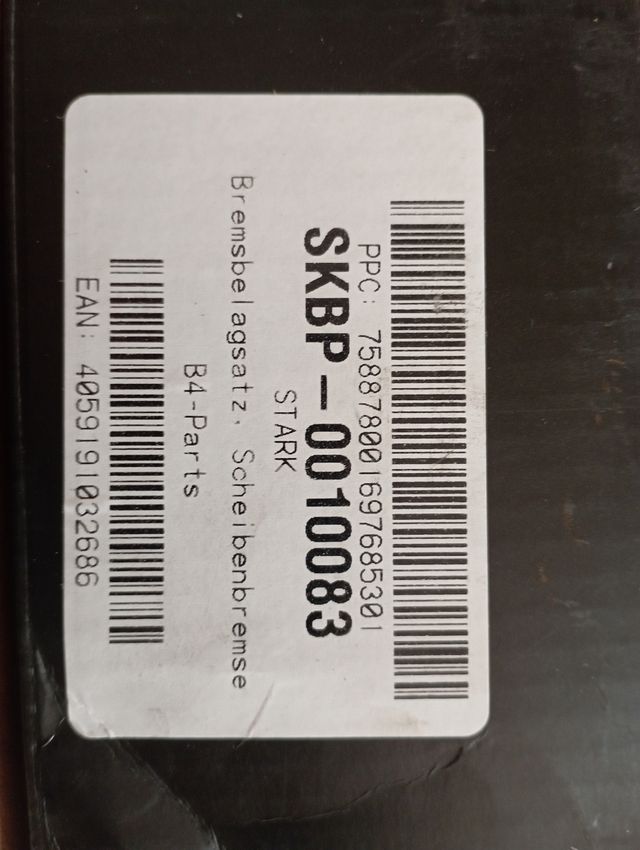 PPC: 758878001697685301
SKBP-0010083
STARK
Bremsbelagsatz, Scheibenbremse
B4-Parts
EAN: 4059191032686